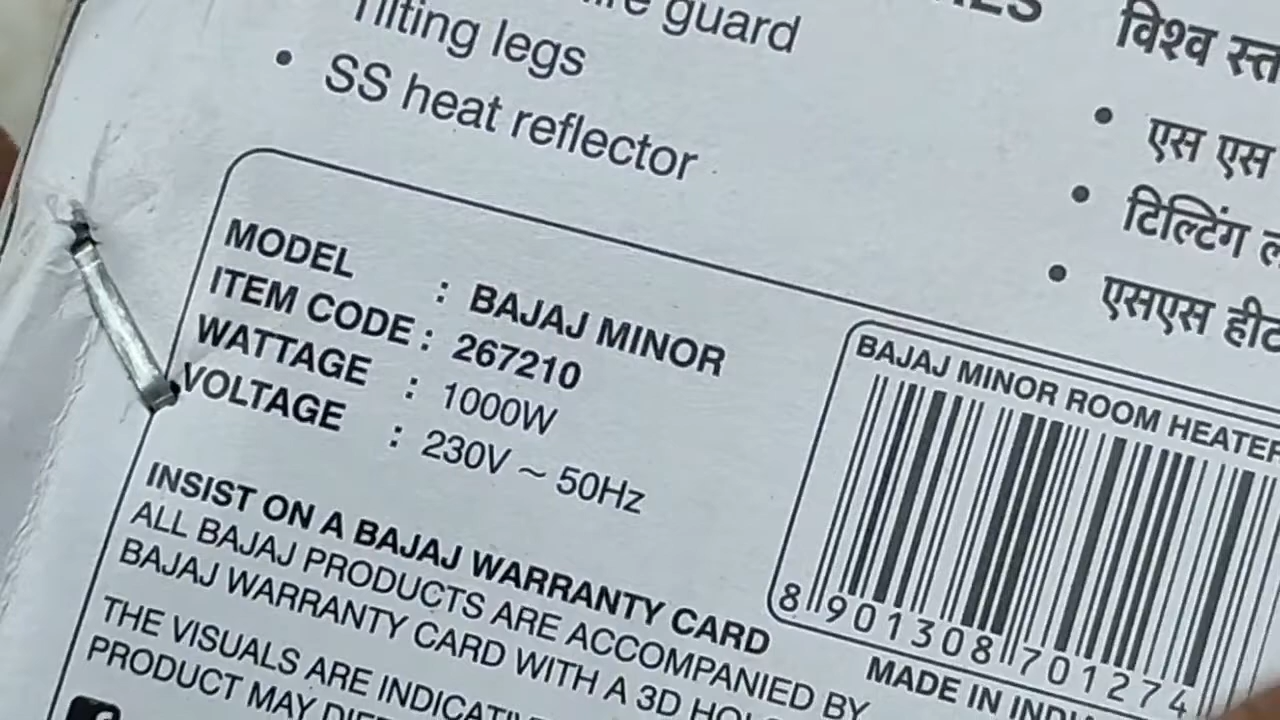 guard
Tilting legs
• SS heat reflector
विश्व
• एस एस
• टिल्टिंग
• एसएस
MODEL : BAJAJ MINOR
ITEM CODE : 267210
WATTAGE : 1000W
VOLTAGE : 230V ~ 50Hz
INSIST ON A BAJAJ WARRANTY CARD
ALL BAJAJ PRODUCTS ARE ACCOMPANIED BY
BAJAJ WARRANTY CARD WITH A 3D
THE VISUALS ARE
PRODUCT MAY
BAJAJ MINOR ROOM HEATER
8 901308 701274
MADE IN